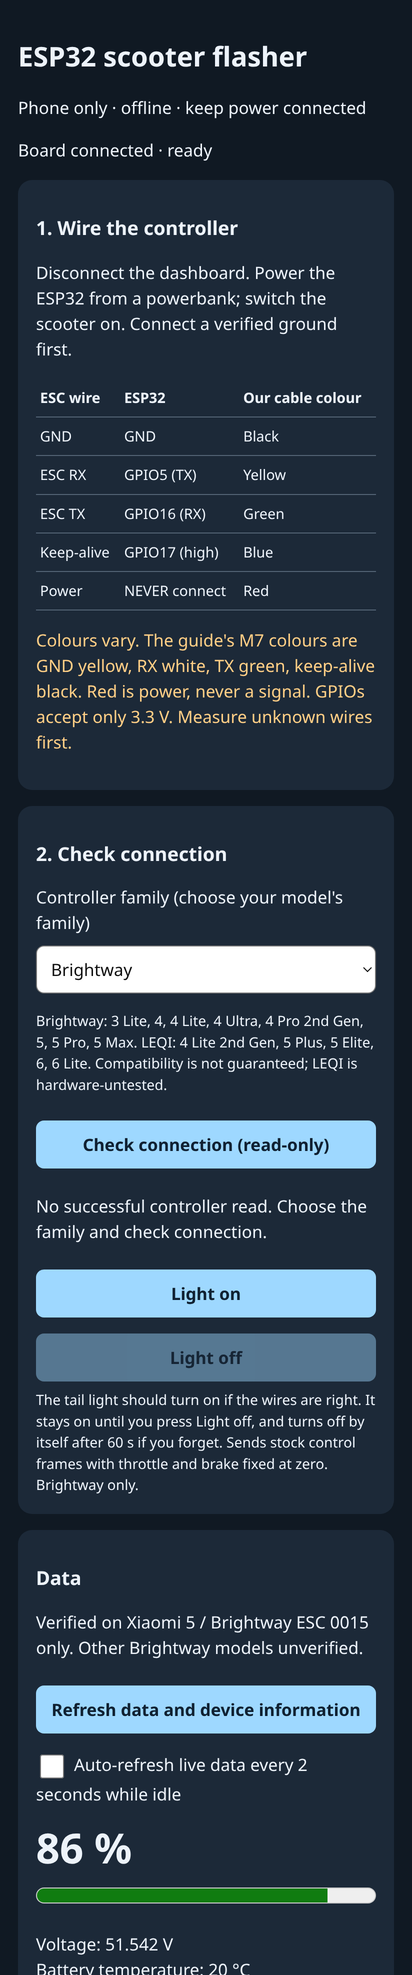 ESP32 scooter flasher
Phone only · offline · keep power connected
Board connected · ready
1. Wire the controller
Disconnect the dashboard. Power the
ESP32 from a powerbank; switch the
scooter on. Connect a verified ground
first.
ESC wire ESP32 Our cable colour
GND GND Black
ESC RX GPIO5 (TX) Yellow
ESC TX GPIO16 (RX) Green
Keep-alive GPIO17 (high) Blue
Power NEVER connect Red
Colours vary. The guide's M7 colours are
GND yellow, RX white, TX green, keep-alive
black. Red is power, never a signal. GPIOs
accept only 3.3 V. Measure unknown wires
first.
2. Check connection
Controller family (choose your model's
family)
Brightway
Brightway: 3 Lite, 4, 4 Lite, 4 Ultra, 4 Pro 2nd Gen,
5, 5 Pro, 5 Max. LEQI: 4 Lite 2nd Gen, 5 Plus, 5 Elite,
6, 6 Lite. Compatibility is not guaranteed; LEQI is
hardware-untested.
Check connection (read-only)
No successful controller read. Choose the
family and check connection.
Light on
Light off
The tail light should turn on if the wires are right. It
stays on until you press Light off, and turns off by
itself after 60 s if you forget. Sends stock control
frames with throttle and brake fixed at zero.
Brightway only.
Data
Verified on Xiaomi 5 / Brightway ESC 0015
only. Other Brightway models unverified.
Refresh data and device information
Auto-refresh live data every 2
seconds while idle
86 %
Voltage: 51.542 V
Battery temperature: 20 °C